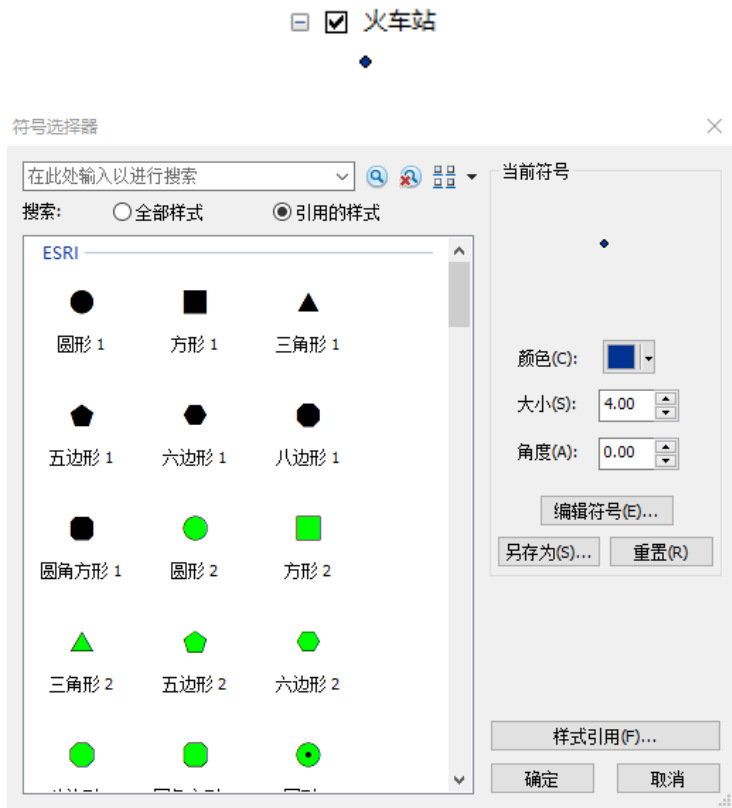 火车站
符号选择器
在此处输入以进行搜索
当前符号
搜索: 全部样式 引用的样式
ESRI
圆形 1 方形 1 三角形 1
颜色(C):
大小(S): 4.00
角度(A): 0.00
五边形 1 六边形 1 八边形 1
编辑符号(E)...
另存为(S)... 重置(R)
圆角方形 1 圆形 2 方形 2
三角形 2 五边形 2 六边形 2
样式引用(F)...
确定 取消